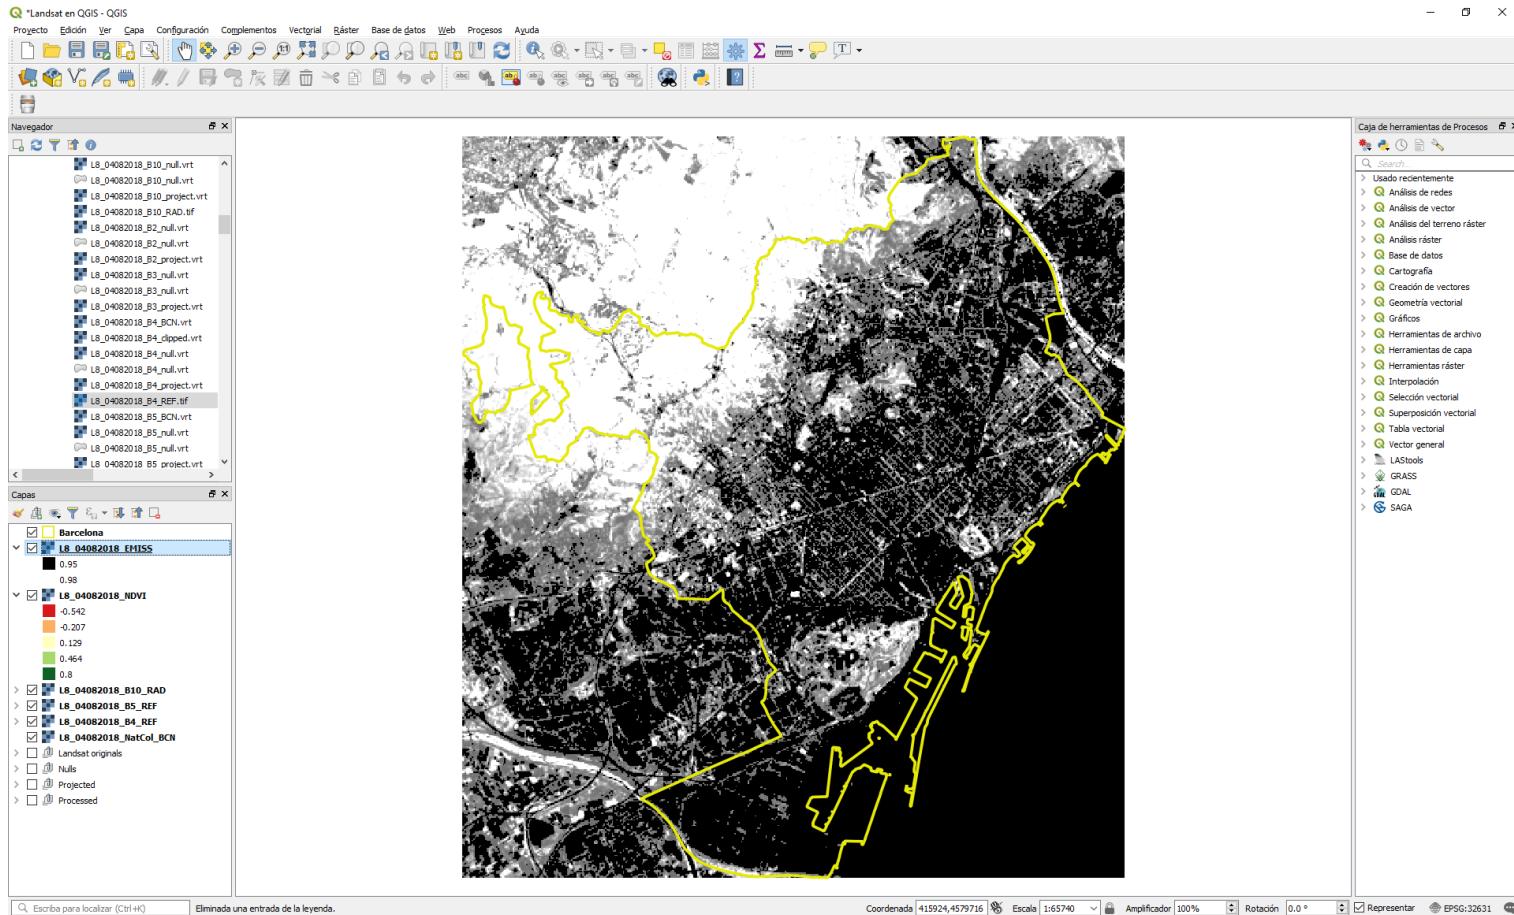 *Landsat en QGIS - QGIS
Proyecto Edición Ver Capa Configuración Complementos Vectorial Ráster Base de datos Web Procesos Ayuda
Navegador
L8_04082018_B10_null.vrt
L8_04082018_B10_null.vrt
L8_04082018_B10_project.vrt
L8_04082018_B10_RAD.tif
L8_04082018_B2_null.vrt
L8_04082018_B2_null.vrt
L8_04082018_B2_project.vrt
L8_04082018_B3_null.vrt
L8_04082018_B3_null.vrt
L8_04082018_B3_project.vrt
L8_04082018_B4_BCN.vrt
L8_04082018_B4_clipped.vrt
L8_04082018_B4_null.vrt
L8_04082018_B4_null.vrt
L8_04082018_B4_project.vrt
L8_04082018_B4_REF.tif
L8_04082018_B5_BCN.vrt
L8_04082018_B5_null.vrt
L8_04082018_B5_null.vrt
L8_04082018_B5_project.vrt
Capas
Barcelona
L8_04082018_EMISS
0.95
0.98
L8_04082018_NDVI
-0.542
-0.207
0.129
0.464
0.8
L8_04082018_B10_RAD
L8_04082018_B5_REF
L8_04082018_B4_REF
L8_04082018_NatCol_BCN
Landsat originals
Nulls
Projected
Processed
Caja de herramientas de Procesos
Search...
Usado recientemente
Análisis de redes
Análisis de vector
Análisis del terreno ráster
Análisis ráster
Base de datos
Cartografía
Creación de vectores
Geometría vectorial
Gráficos
Herramientas de archivo
Herramientas de capa
Herramientas ráster
Interpolación
Selección vectorial
Superposición vectorial
Tabla vectorial
Vector general
LAStools
GRASS
GDAL
SAGA
Escriba para localizar (Ctrl+K) Eliminada una entrada de la leyenda. Coordenada 415924,4579716 Escala 1:65740 Amplificador 100% Rotación 0.0 ° Representar EPSG:32631